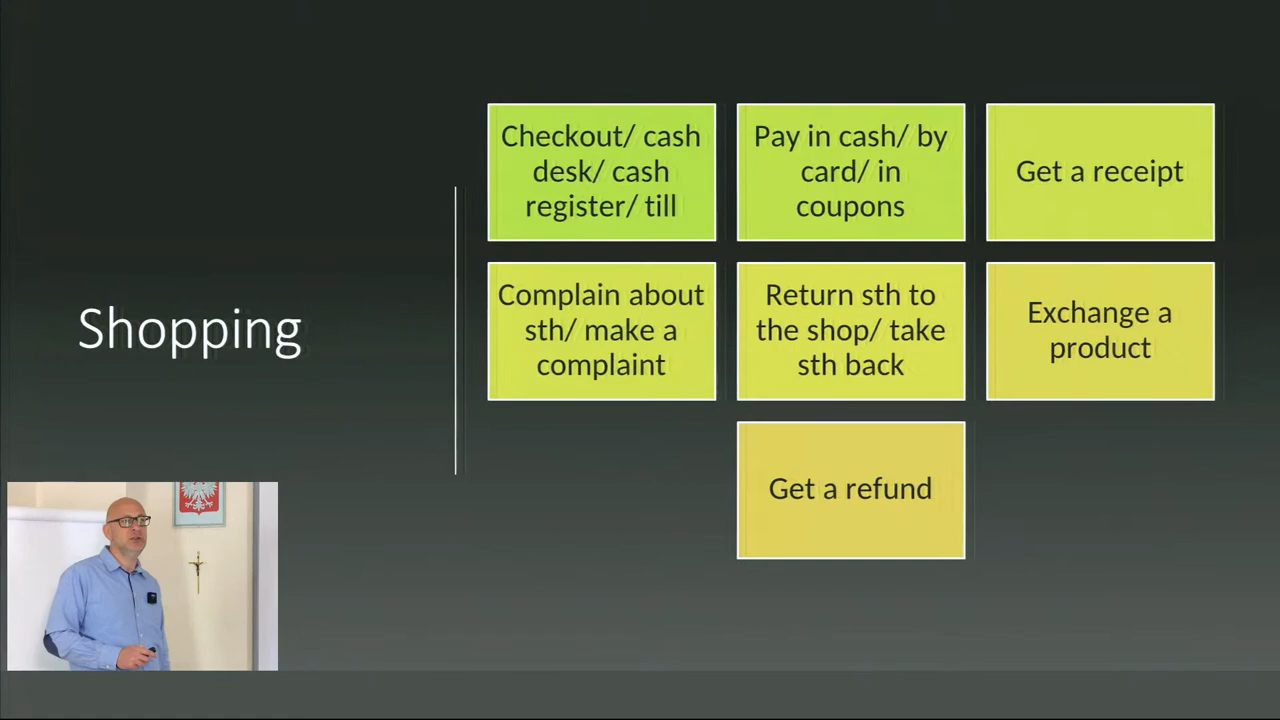 Shopping
Checkout/ cash
desk/ cash
register/ till
Pay in cash/ by
card/ in
coupons
Get a receipt
Complain about
sth/ make a
complaint
Return sth to
the shop/ take
sth back
Exchange a
product
Get a refund